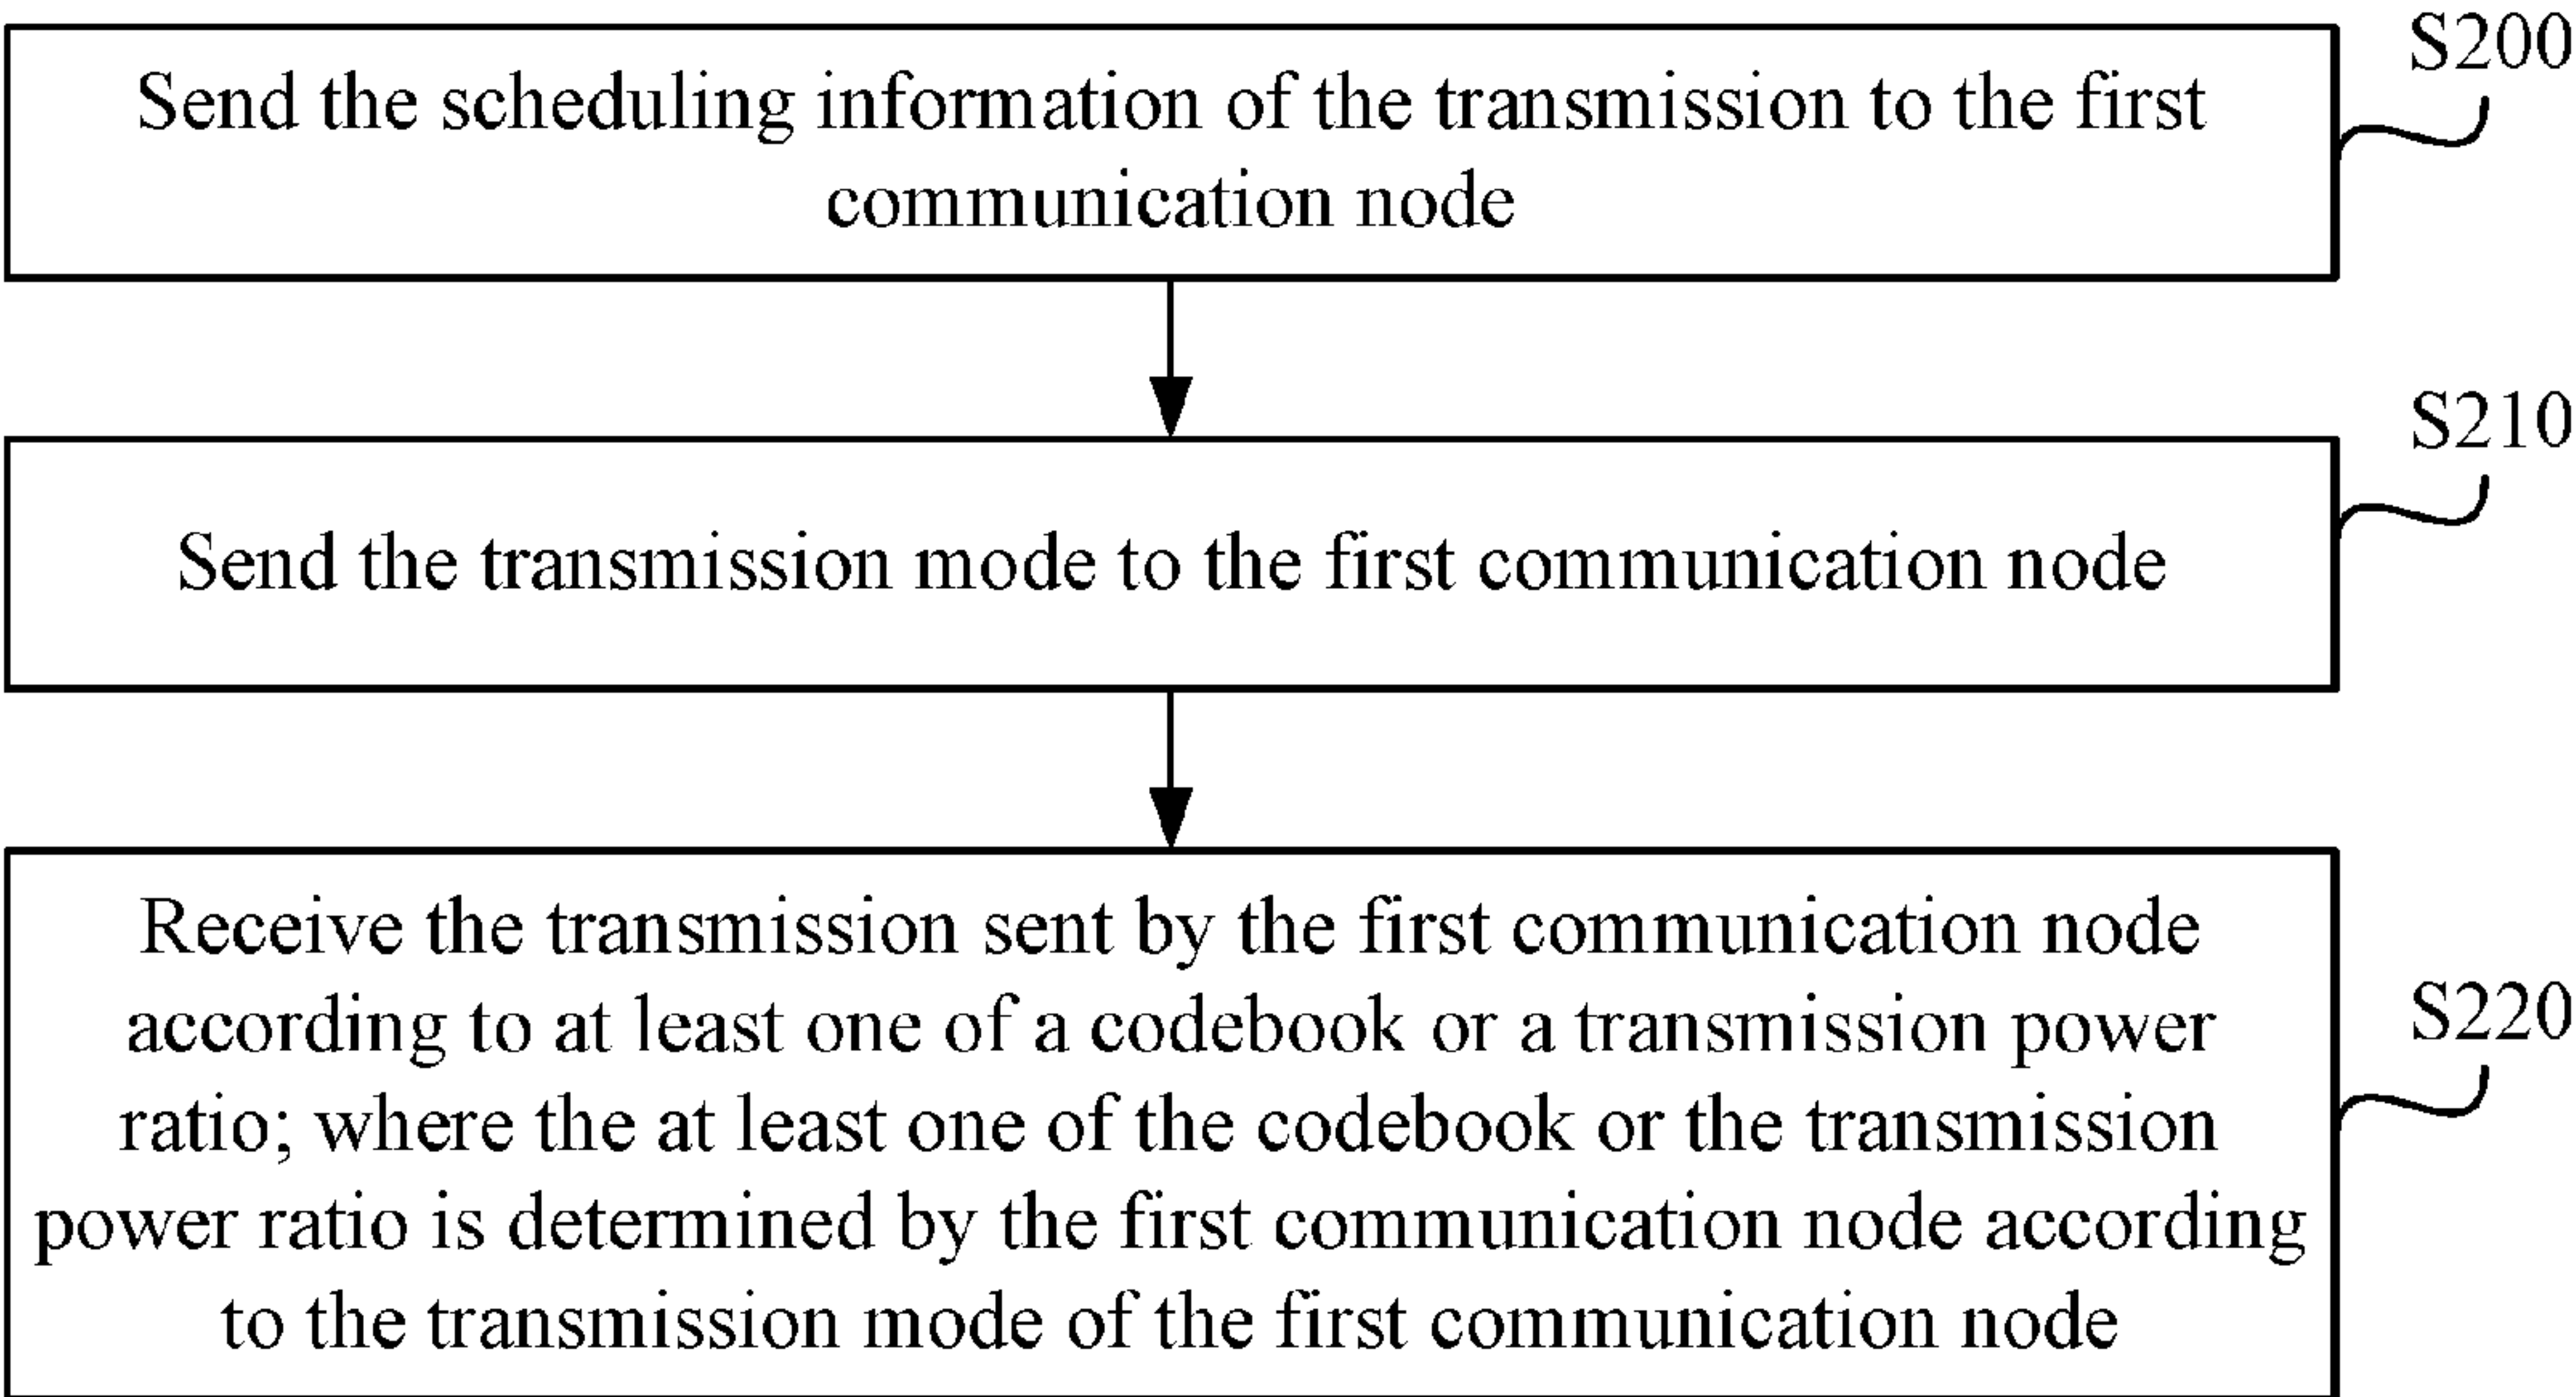 S200
Send the scheduling information of the transmission to the first
communication node
S210
Send the transmission mode to the first communication node
Receive the transmission sent by the first communication node
according to at least one of a codebook or a transmission power
S220
ratio; where the at least one of the codebook or the transmission
power ratio is determined by the first communication node according
to the transmission mode of the first communication node